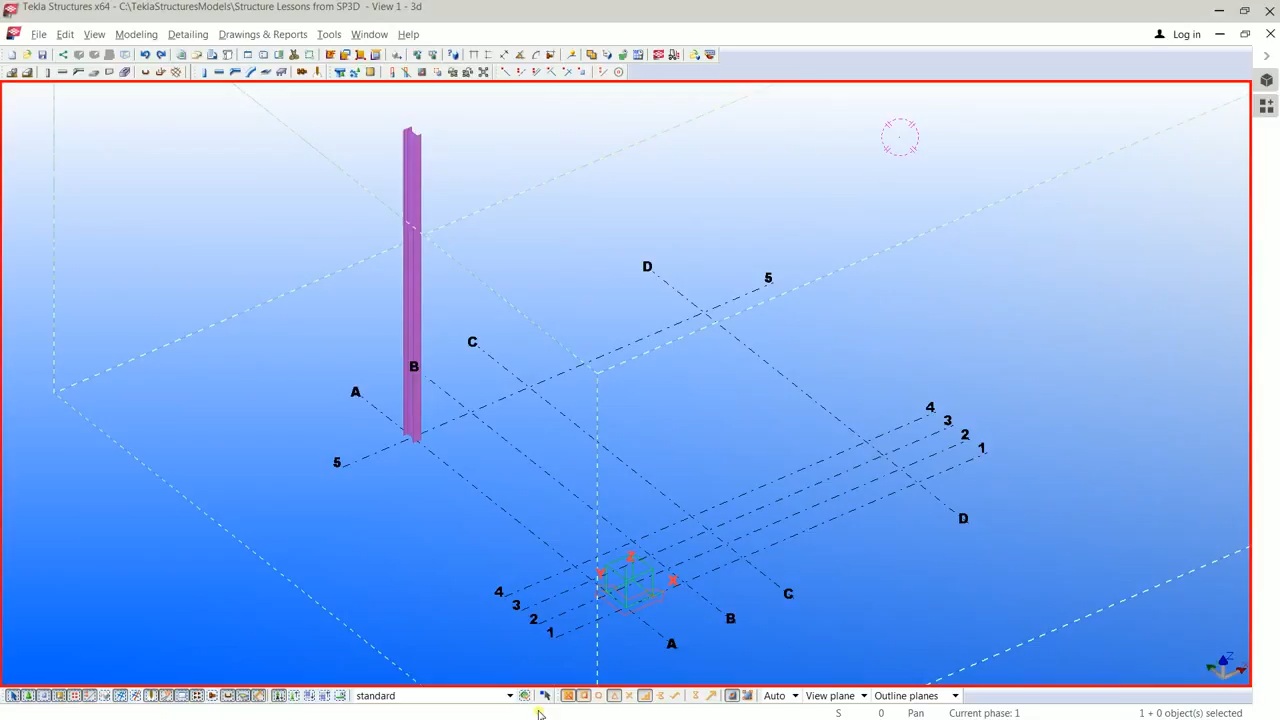 Tekla Structures x64 - C:\TeklaStructuresModels\Structure Lessons from SP3D - View 1 - 3d
File Edit View Modeling Detailing Drawings & Reports Tools Window Help Log in
D
5
C
B
A
5
4
3
2
1
D
Z
Y
X
4
3
2
1
C
B
A
Z
standard Auto View plane Outline planes
S 0 Pan Current phase: 1 1 + 0 object(s) selected